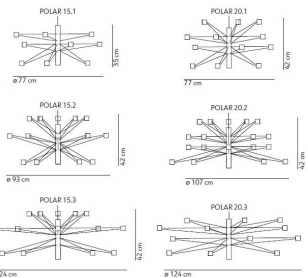 POLAR 15.1
35 cm
ø 77 cm
POLAR 20.1
42 cm
77 cm
POLAR 15.2
42 cm
ø 93 cm
POLAR 20.2
42 cm
ø 107 cm
POLAR 15.3
42 cm
24 cm
POLAR 20.3
42 cm
ø 124 cm